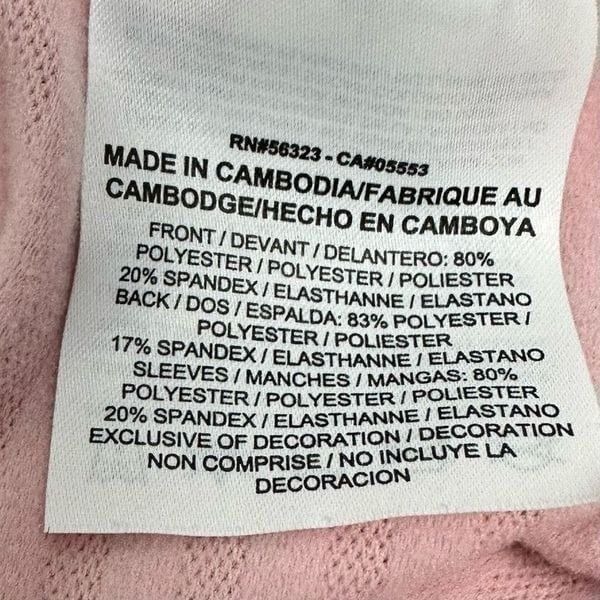 RN#56323 - CA#05553
MADE IN CAMBODIA/FABRIQUE AU
CAMBODGE/HECHO EN CAMBOYA
FRONT / DEVANT / DELANTERO: 80%
POLYESTER / POLYESTER / POLIESTER
20% SPANDEX / ELASTHANNE / ELASTANO
BACK / DOS / ESPALDA: 83% POLYESTER /
POLYESTER / POLIESTER
17% SPANDEX / ELASTHANNE / ELASTANO
SLEEVES / MANCHES / MANGAS: 80%
POLYESTER / POLYESTER / POLIESTER
20% SPANDEX / ELASTHANNE / ELASTANO
EXCLUSIVE OF DECORATION / DECORATION
NON COMPRISE / NO INCLUYE LA
DECORACION